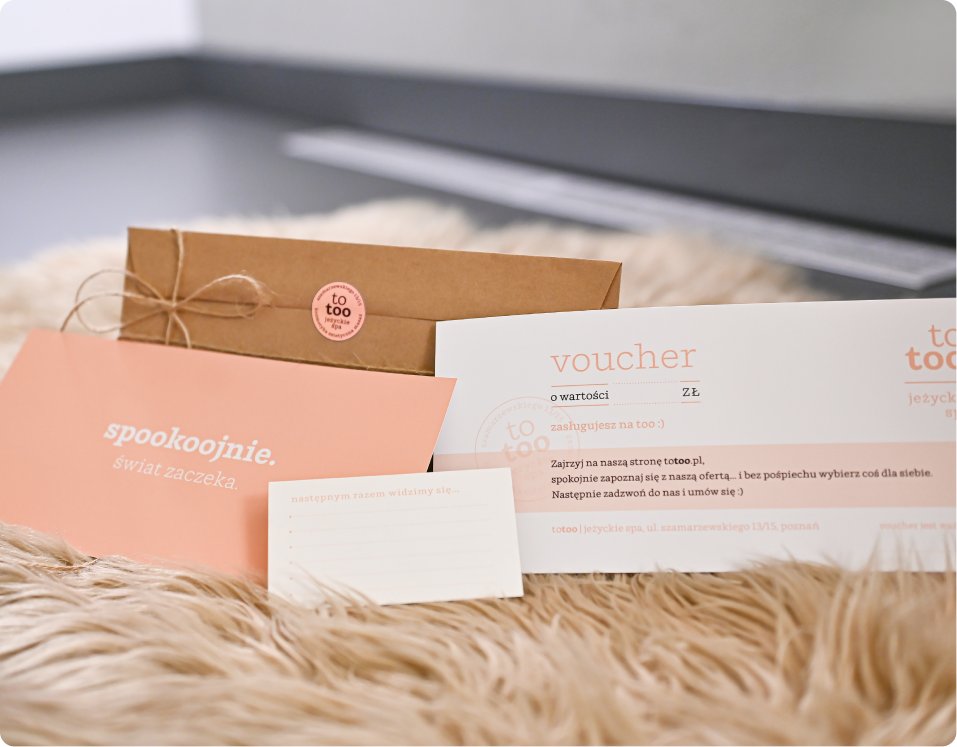 to
too
jeżyckie
spa
spookoojnie.
świat zaczeka.
następnym razem widzimy się...
voucher
o wartości ZŁ
zasługujesz na too :)
to
too
Zajrzyj na naszą stronę totoo.pl,
spokojnie zapoznaj się z naszą ofertą... i bez pośpiechu wybierz coś dla siebie.
Następnie zadzwoń do nas i umów się :)
totoo | jeżyckie spa, ul. szamarzewskiego 13/15, poznań
voucher jest
to
too